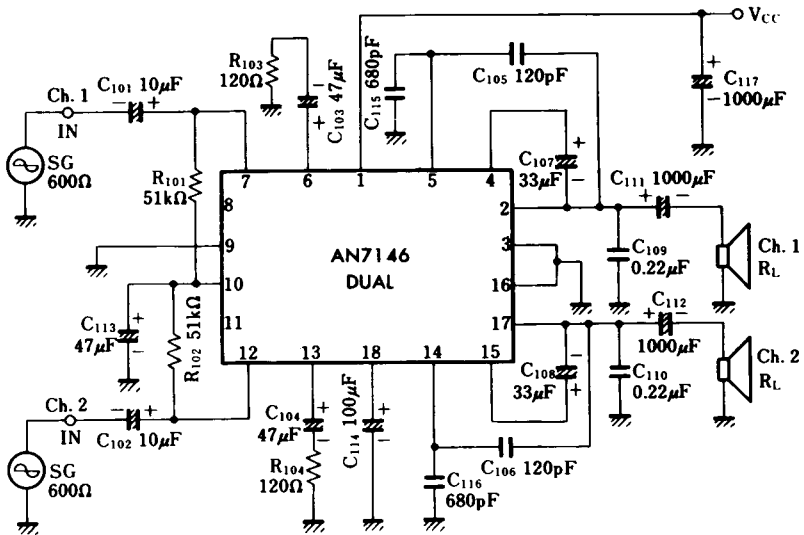 VCC
R103
120Ω
C103 47μF
C115 680pF
C105 120pF
C117
1000μF
C101 10μF
Ch. 1
IN
SG
600Ω
R101
51kΩ
7
6
1
5
4
C107
33μF
C111 1000μF
8
2
9
AN7146
DUAL
3
C109
0.22μF
Ch. 1
RL
10
16
11
17
C113
47μF
R102 51kΩ
C112
1000μF
12
13
18
14
15
C108
33μF
C110
0.22μF
Ch. 2
RL
Ch. 2
IN
C102 10μF
C104
47μF
C114 100μF
R104
120Ω
C106 120pF
C116
680pF
SG
600Ω